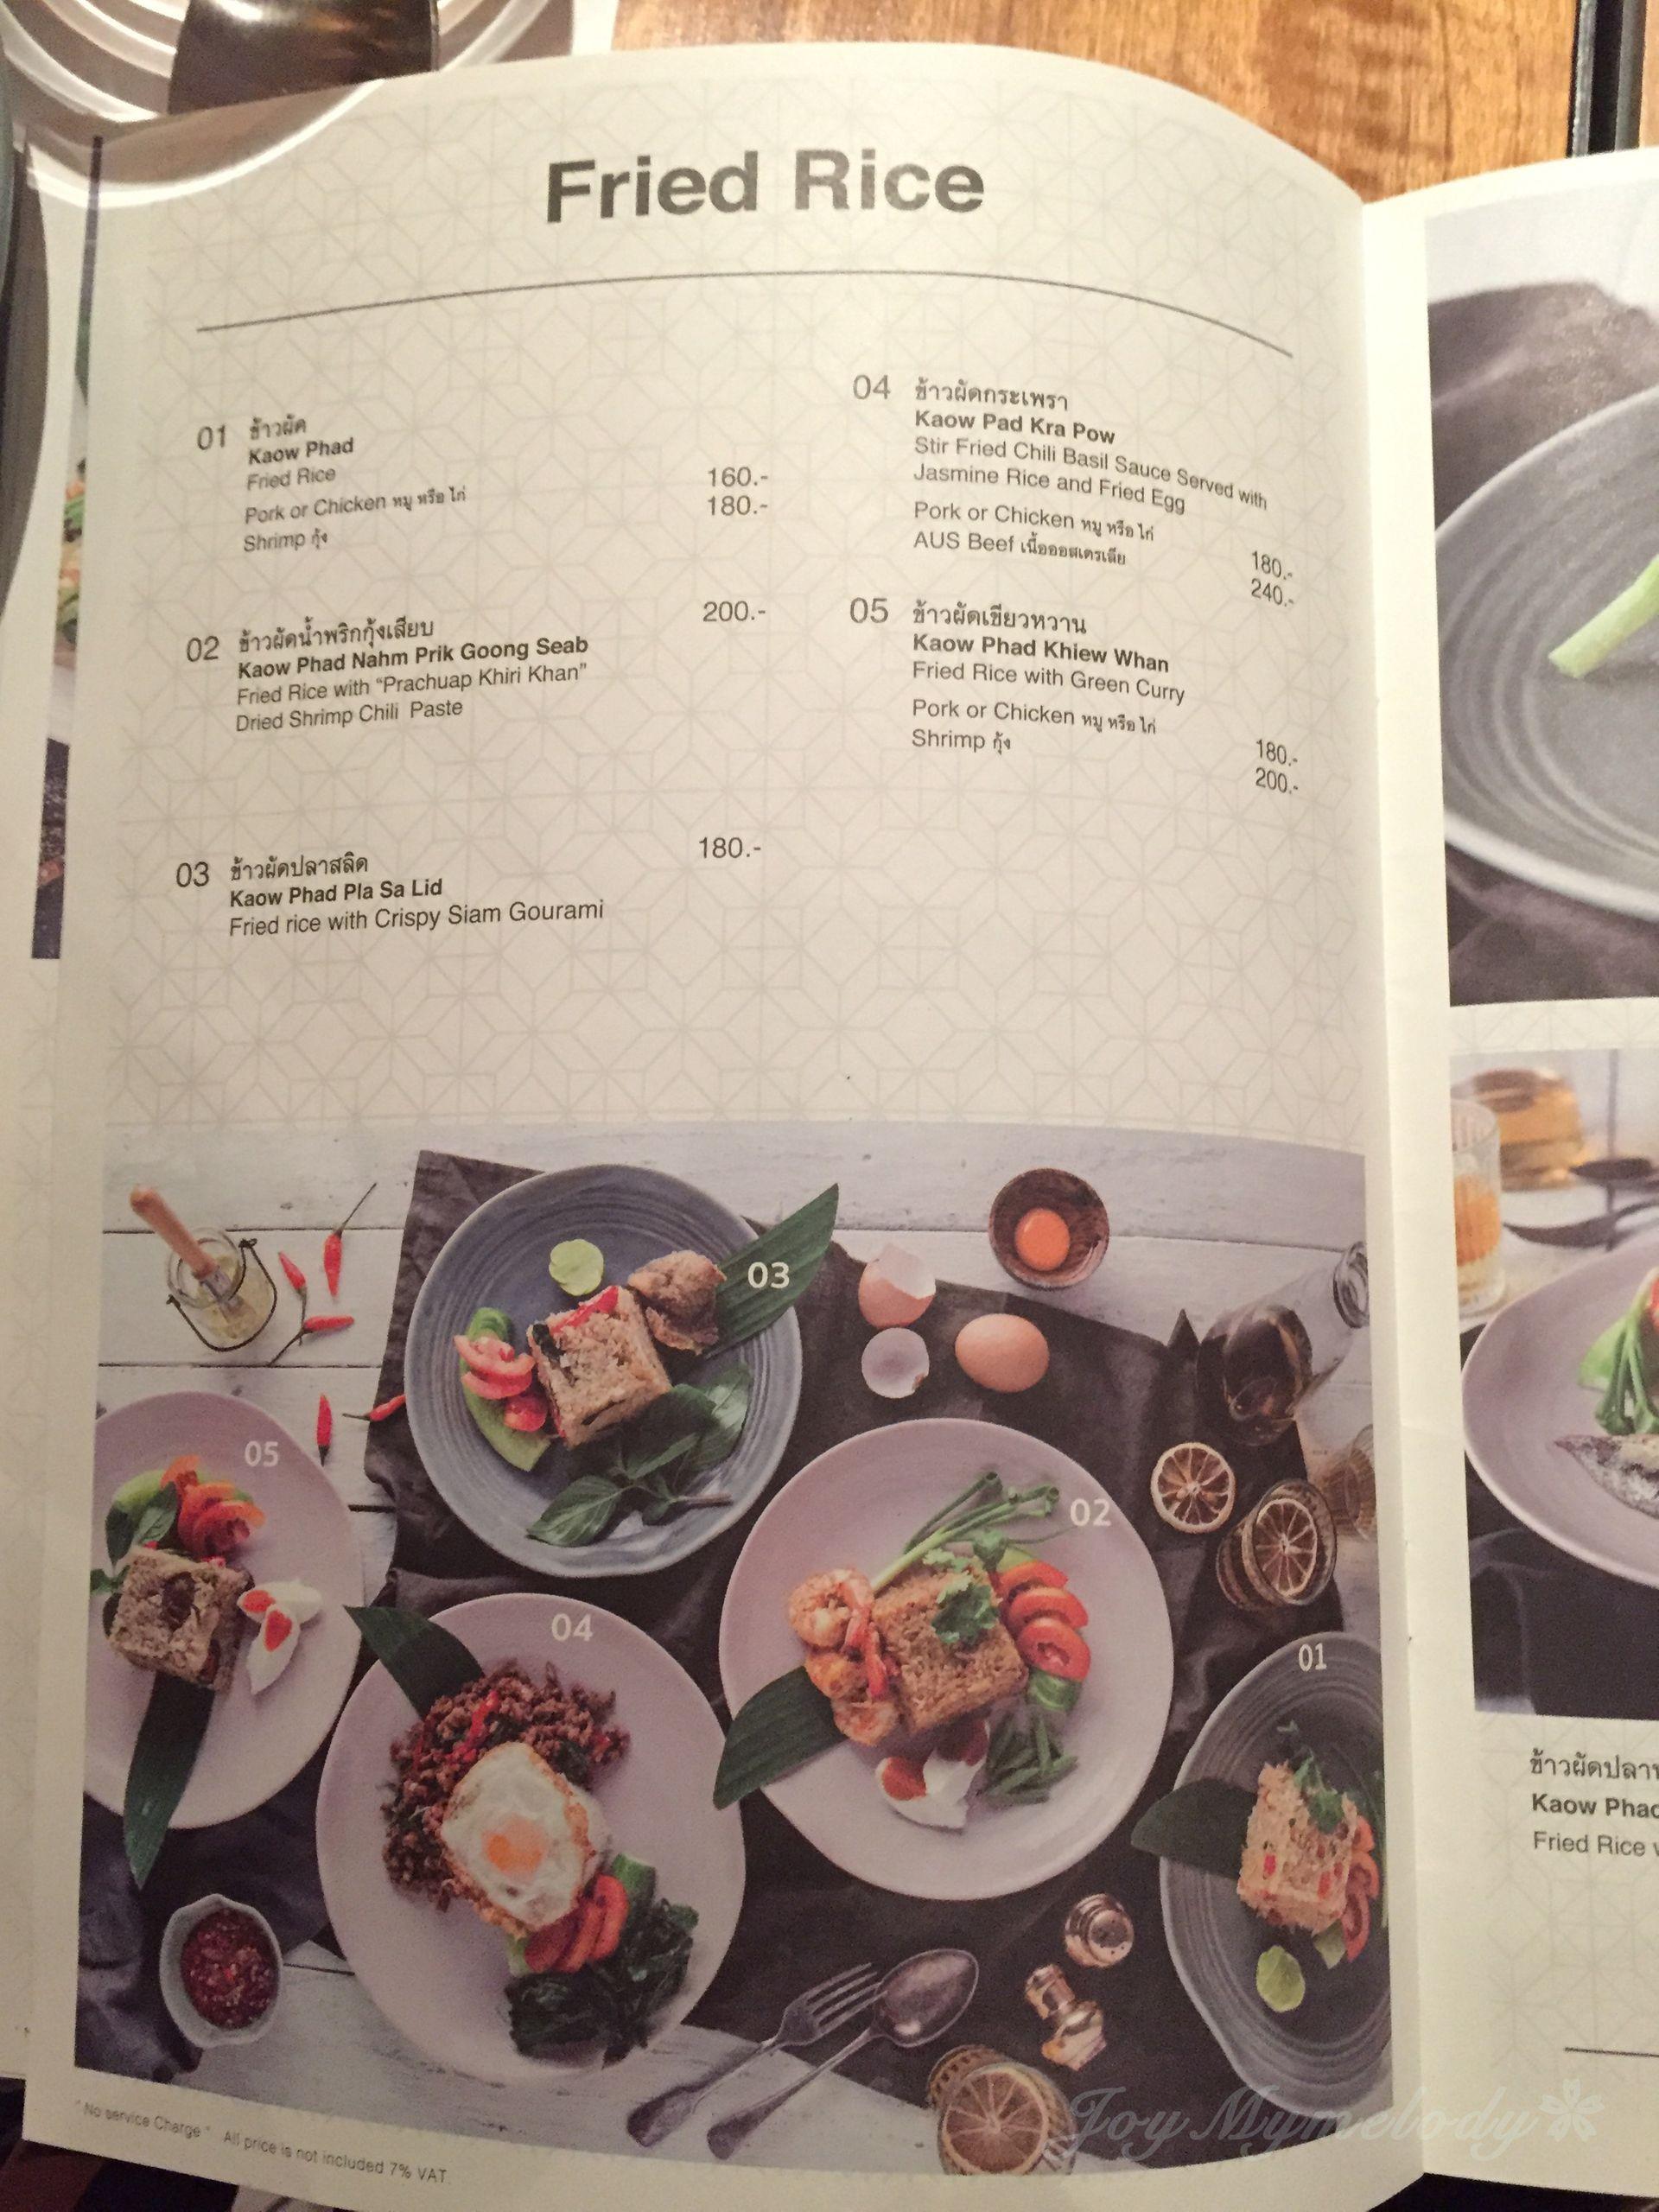 Fried Rice
01 ข้าวผัด
Kaow Phad
Fried Rice
Pork or Chicken หมู หรือ ไก่ 160.-
Shrimp กุ้ง 180.-
02 ข้าวผัดน้ำพริกกุ้งเสียบ 200.-
Kaow Phad Nahm Prik Goong Seab
Fried Rice with “Prachuap Khiri Khan”
Dried Shrimp Chili Paste
03 ข้าวผัดปลาสลิด 180.-
Kaow Phad Pla Sa Lid
Fried rice with Crispy Siam Gourami
04 ข้าวผัดกระเพรา
Kaow Pad Kra Pow
Stir Fried Chili Basil Sauce Served with
Jasmine Rice and Fried Egg
Pork or Chicken หมู หรือ ไก่ 180.-
AUS Beef เนื้อออสเตรเลีย 240.-
05 ข้าวผัดเขียวหวาน
Kaow Phad Khiew Whan
Fried Rice with Green Curry
Pork or Chicken หมู หรือ ไก่ 180.-
Shrimp กุ้ง 200.-
03
05
02
04
01
" No service Charge " All price is not included 7% VAT.
ข้าวผัดปลา
Kaow Phad
Fried Rice
Joy Mymelody